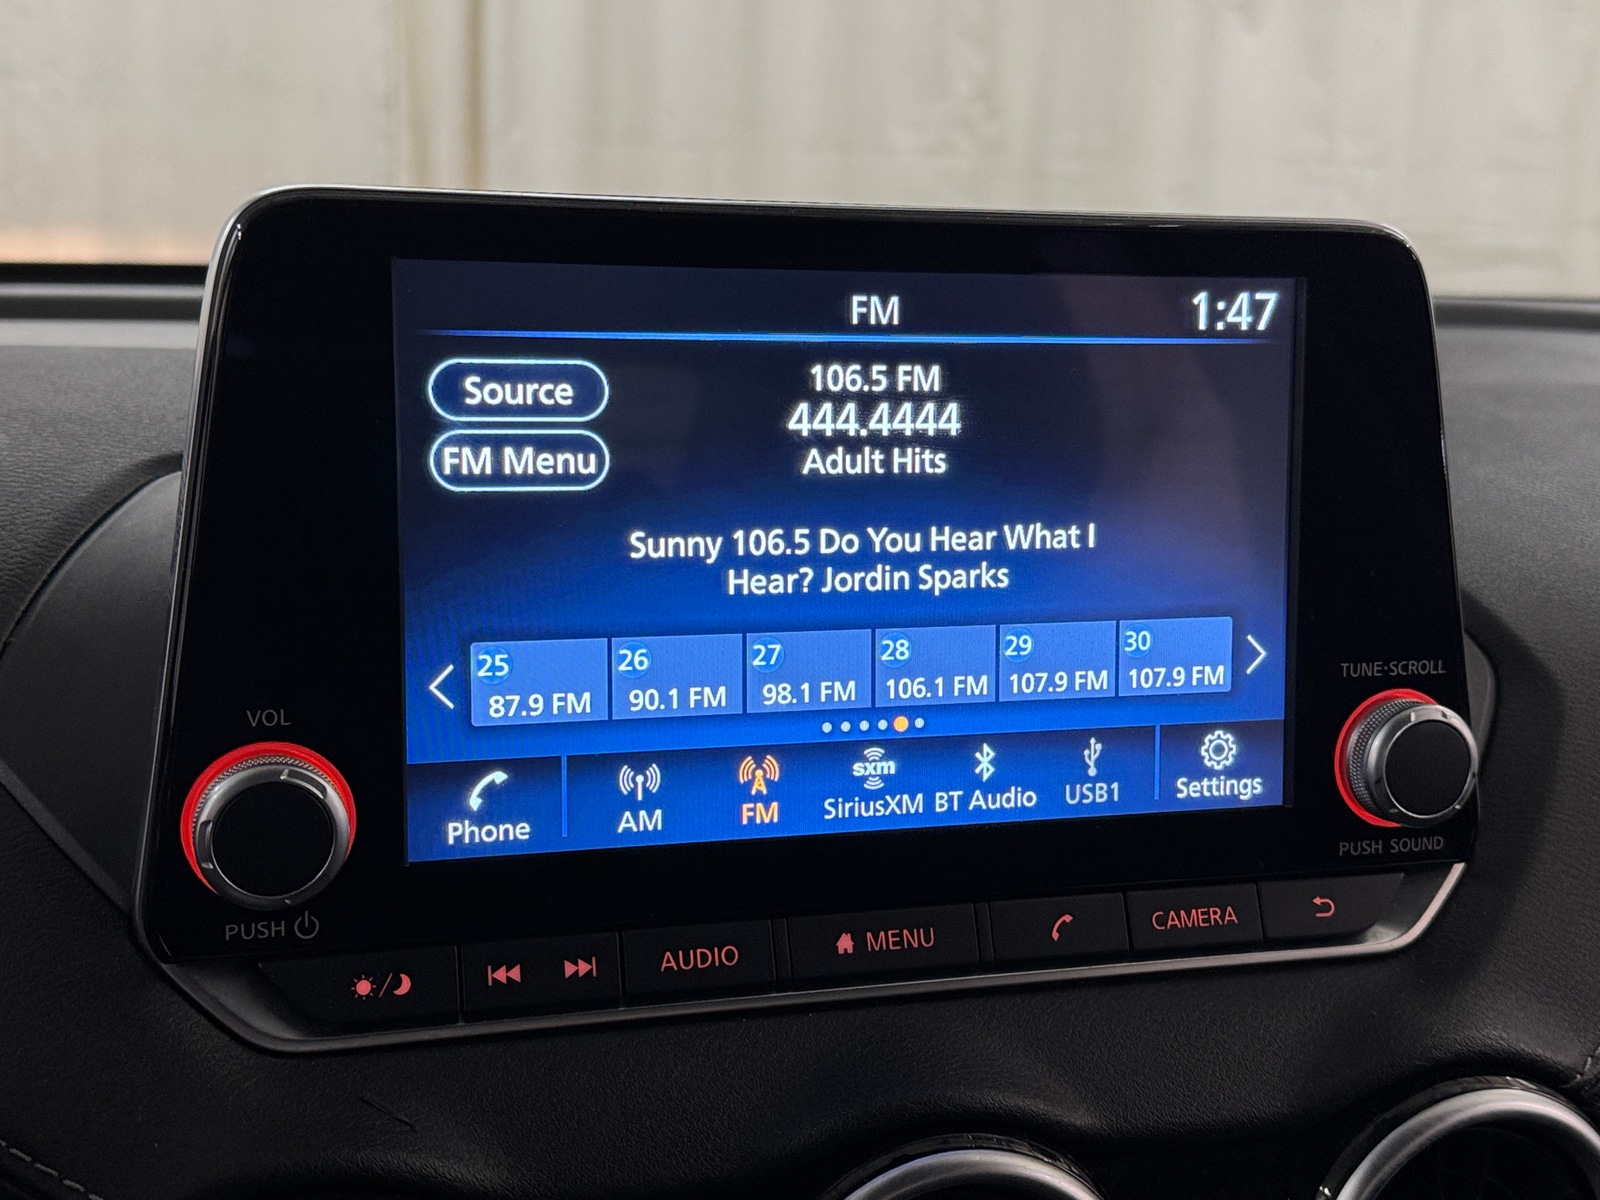 FM
1:47
Source
106.5 FM
444.4444
FM Menu
Adult Hits
Sunny 106.5 Do You Hear What I
Hear? Jordin Sparks
25
87.9 FM
26
90.1 FM
27
98.1 FM
28
106.1 FM
29
107.9 FM
30
107.9 FM
Phone
AM
FM
sxm
SiriusXM
BT Audio
USB1
Settings
VOL
PUSH
TUNE·SCROLL
PUSH SOUND
AUDIO
MENU
CAMERA